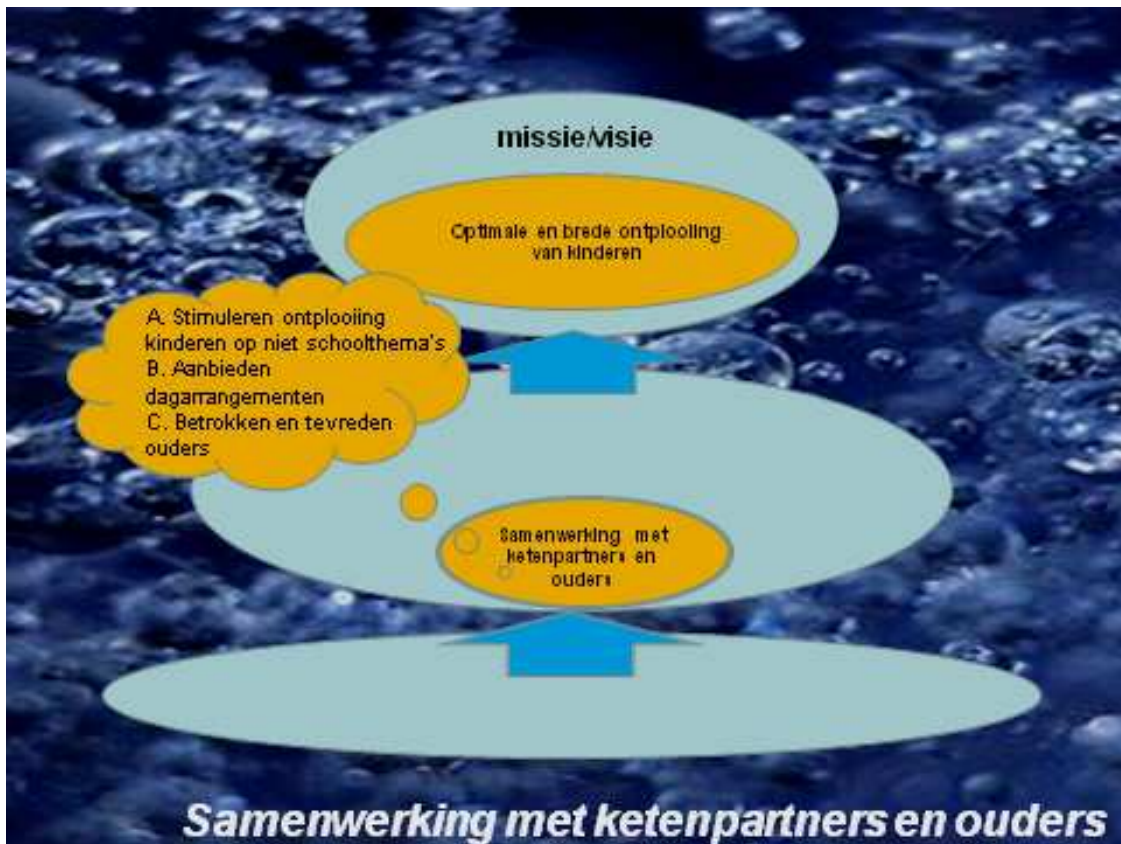 missie/visie
Optimale en brede ontplooiing
van kinderen
A. Stimuleren ontplooiing
kinderen op niet schoolthema's
B. Aanbieden
dagarrangementen
C. Betrokken en tevreden
ouders
Samenwerking met
ketenpartners en
ouders
Samenwerking met ketenpartners en ouders